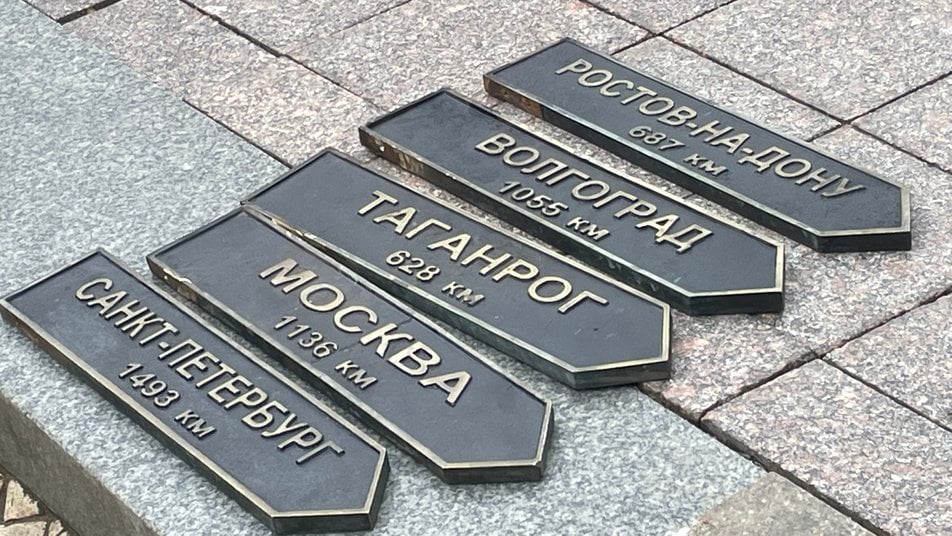 РОСТОВ-НА-ДОНУ
687 КМ
ВОЛГОГРАД
1055 КМ
ТАГАНРОГ
628 КМ
МОСКВА
1136 КМ
САНКТ-ПЕТЕРБУРГ
1493 КМ